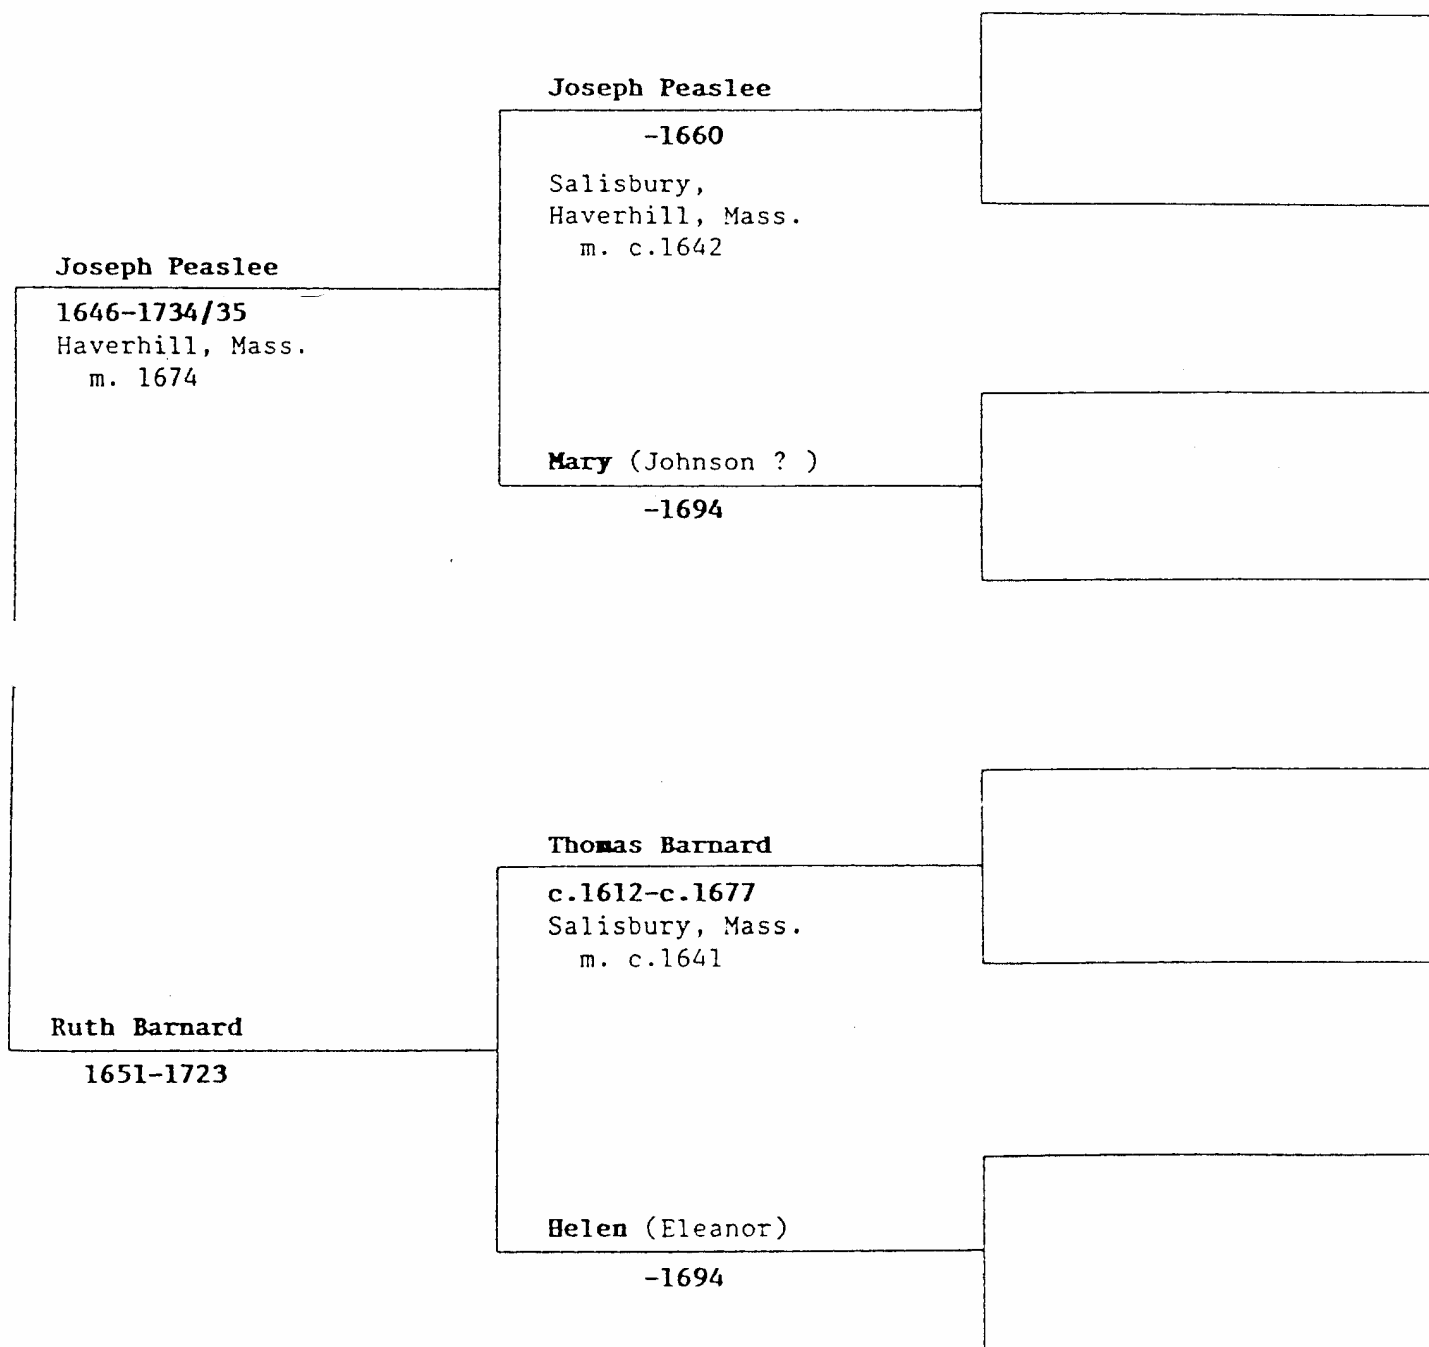 Joseph Peaslee
-1660
Salisbury,
Haverhill, Mass.
m. c.1642
Joseph Peaslee
1646-1734/35
Haverhill, Mass.
m. 1674
Mary (Johnson ? )
-1694
Thomas Barnard
c.1612-c.1677
Salisbury, Mass.
m. c.1641
Ruth Barnard
1651-1723
Helen (Eleanor)
-1694